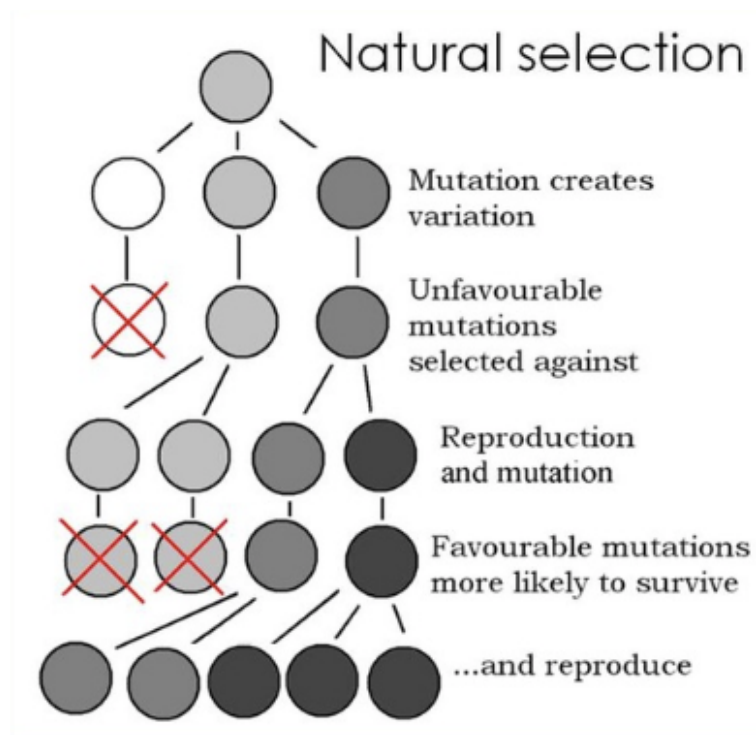 Natural selection
Mutation creates
variation
Unfavourable
mutations
selected against
Reproduction
and mutation
Favourable mutations
more likely to survive
...and reproduce